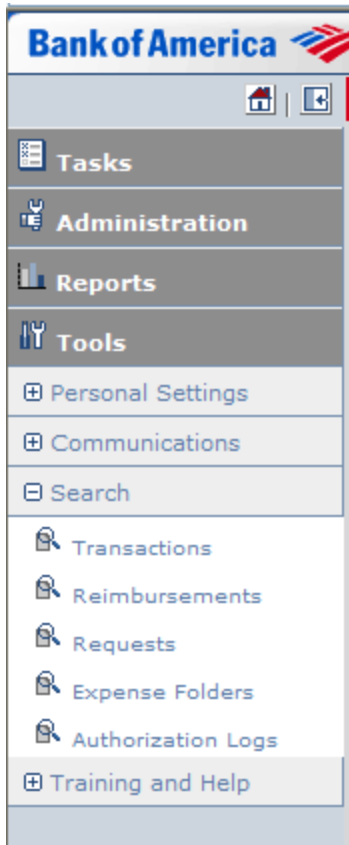 Bank of America
Tasks
Administration
Reports
Tools
Personal Settings
Communications
Search
Transactions
Reimbursements
Requests
Expense Folders
Authorization Logs
Training and Help